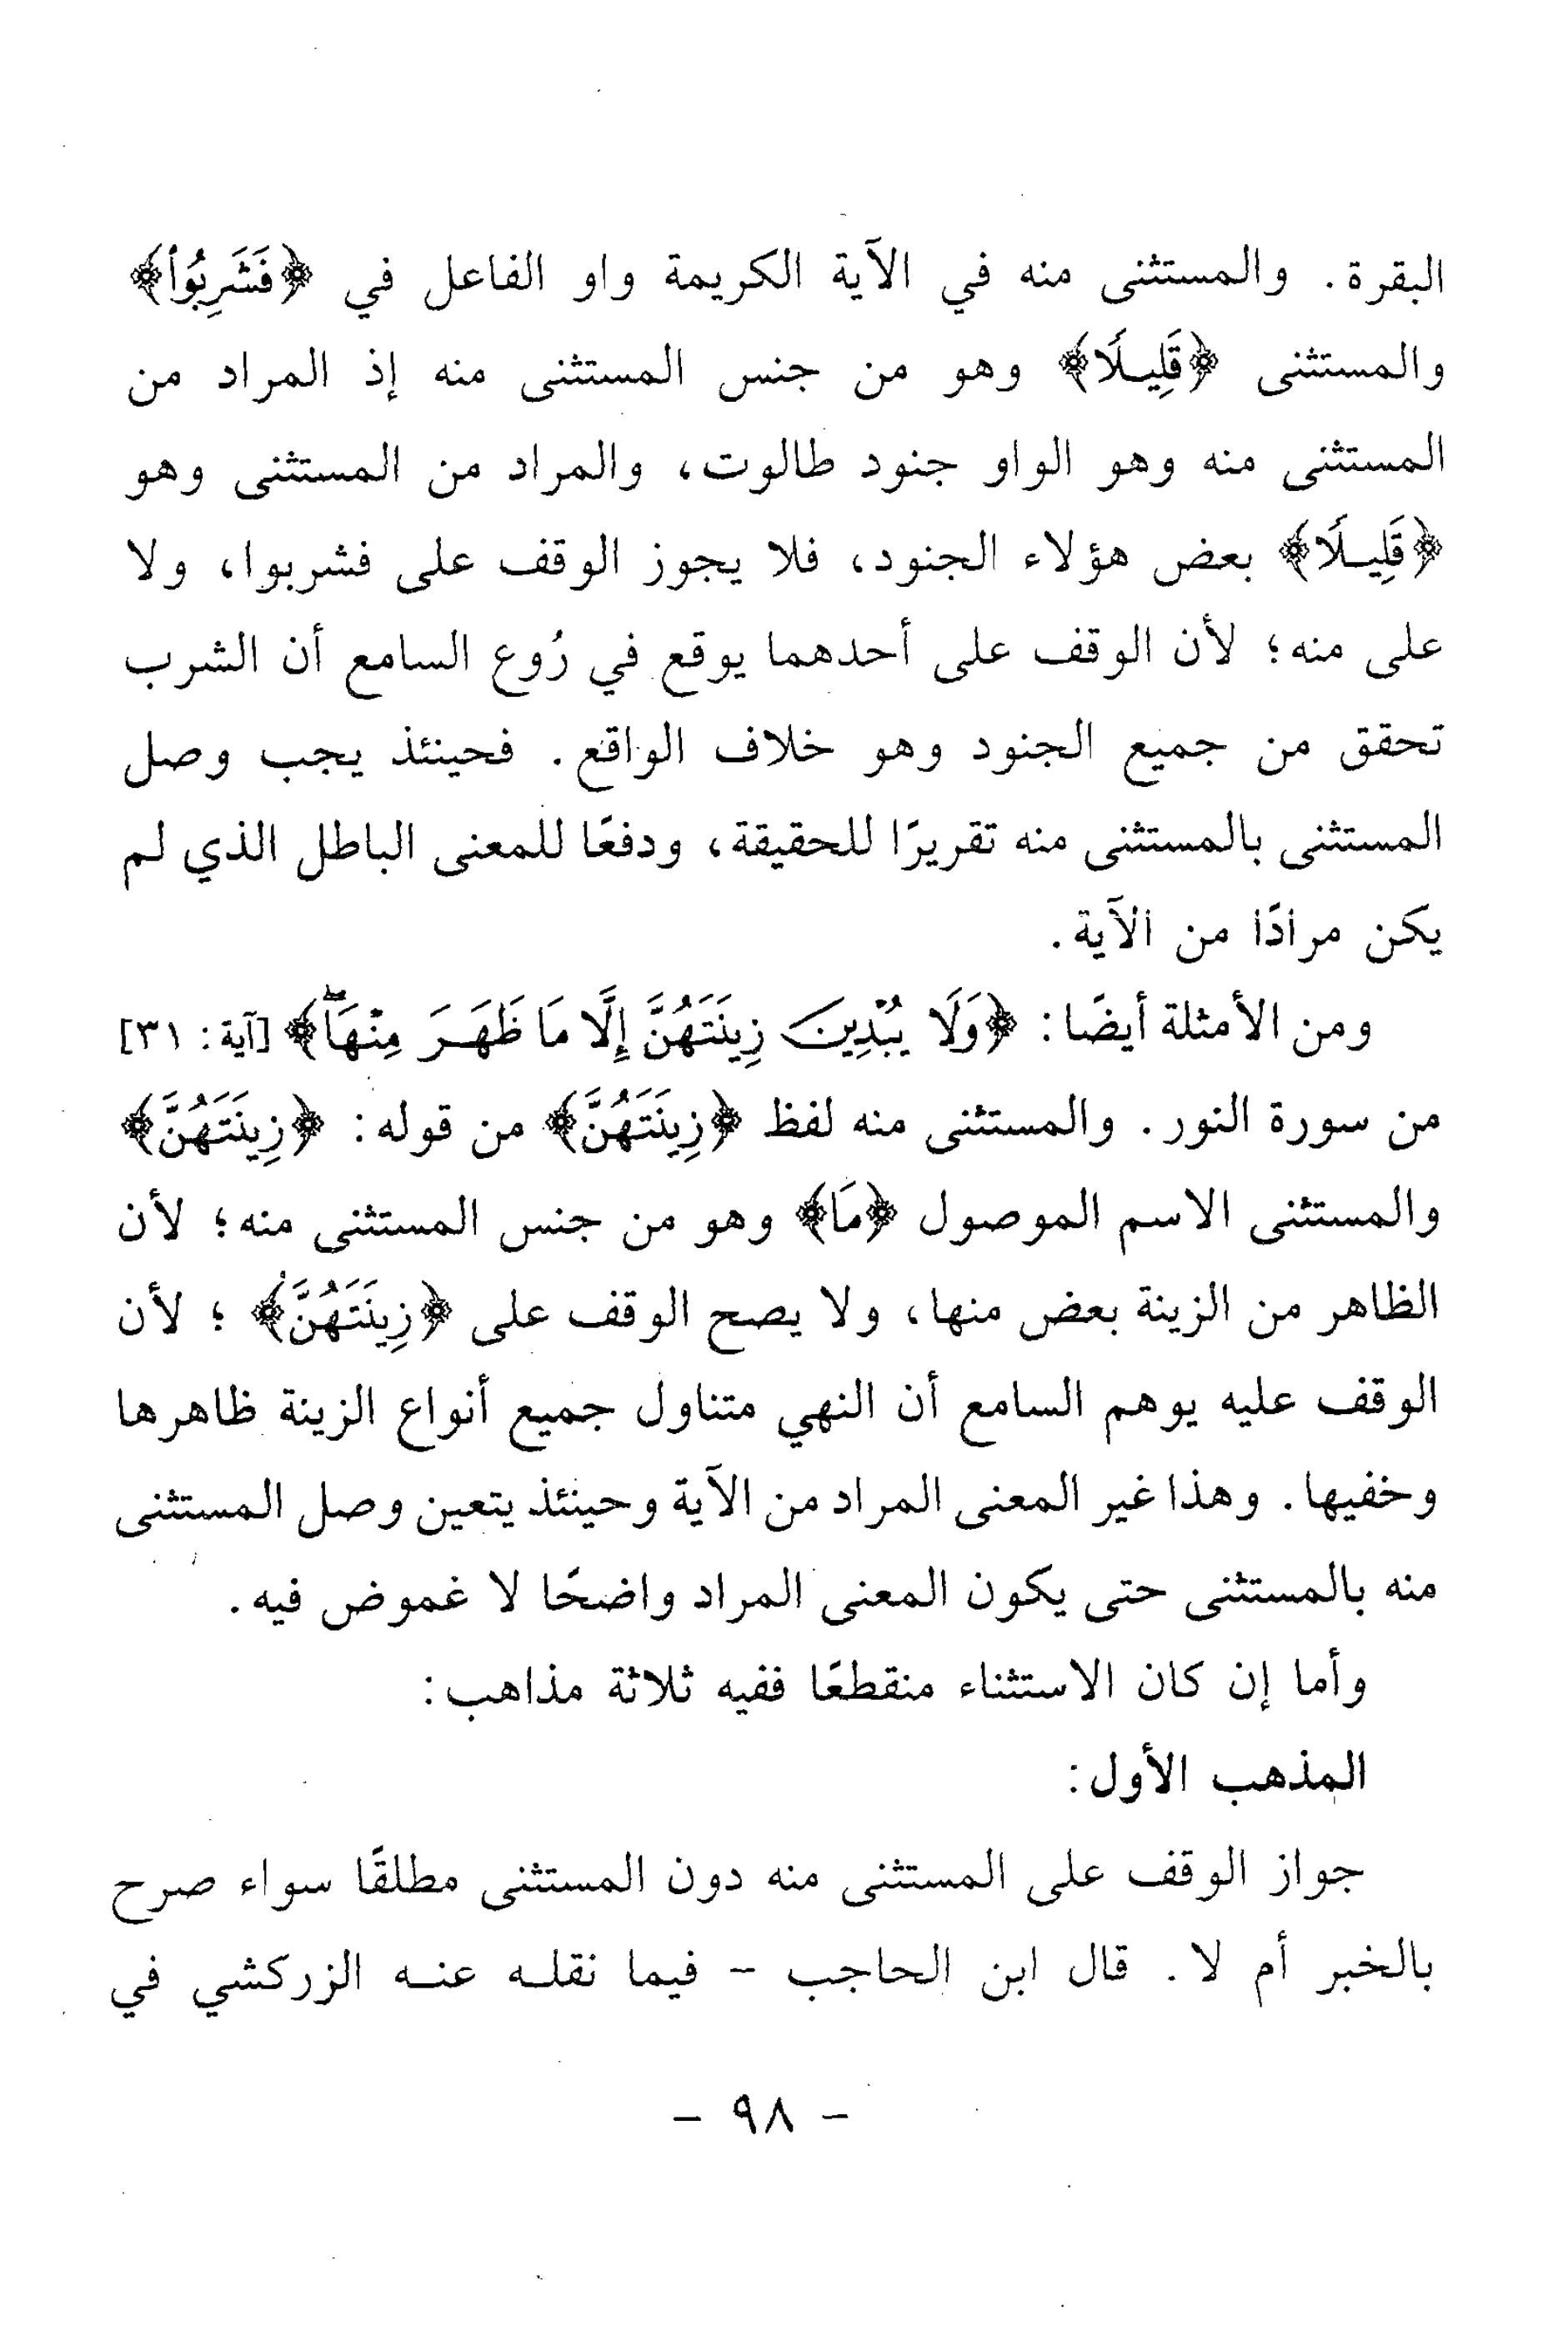 البقرة. والمستثنى منه في الآية الكريمة واو الفاعل في ﴿فَشَرِبُوا۟﴾
والمستثنى ﴿قَلِيلًا﴾ وهو من جنس المستثنى منه إذ المراد من
المستثنى منه وهو الواو جنود طالوت، والمراد من المستثنى وهو
﴿قَلِيلًا﴾ بعض هؤلاء الجنود، فلا يجوز الوقف على فشربوا، ولا
على منه؛ لأن الوقف على أحدهما يوقع في رُوع السامع أن الشرب
تحقق من جميع الجنود وهو خلاف الواقع. فحينئذ يجب وصل
المستثنى بالمستثنى منه تقريرًا للحقيقة، ودفعًا للمعنى الباطل الذي لم
يكن مرادًا من الآية.
ومن الأمثلة أيضًا: ﴿وَلَا يُبْدِينَ زِينَتَهُنَّ إِلَّا مَا ظَهَرَ مِنْهَاۖ﴾ [آية: ٣١]
من سورة النور. والمستثنى منه لفظ ﴿زِينَتَهُنَّ﴾ من قوله: ﴿زِينَتَهُنَّ﴾
والمستثنى الاسم الموصول ﴿مَا﴾ وهو من جنس المستثنى منه؛ لأن
الظاهر من الزينة بعض منها، ولا يصح الوقف على ﴿زِينَتَهُنَّ﴾ ؛ لأن
الوقف عليه يوهم السامع أن النهي متناول جميع أنواع الزينة ظاهرها
وخفيها. وهذا غير المعنى المراد من الآية وحينئذ يتعين وصل المستثنى
منه بالمستثنى حتى يكون المعنى المراد واضحًا لا غموض فيه.
وأما إن كان الاستثناء منقطعًا ففيه ثلاثة مذاهب:
المذهب الأول:
جواز الوقف على المستثنى منه دون المستثنى مطلقًا سواء صرح
بالخبر أم لا. قال ابن الحاجب - فيما نقله عنه الزركشي في
- ٩٨ -